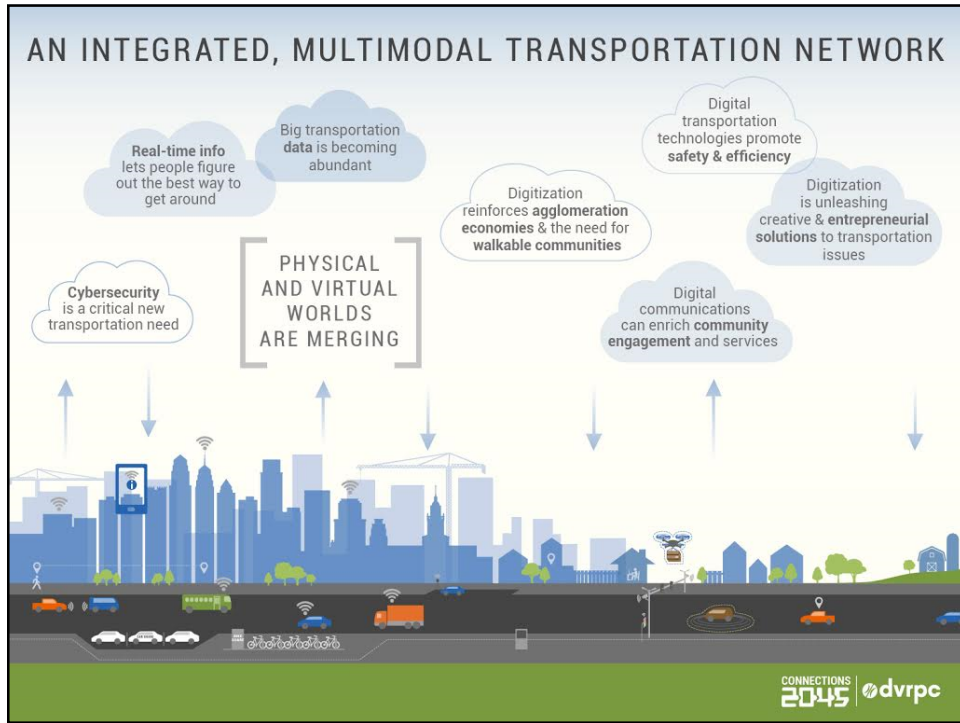 AN INTEGRATED, MULTIMODAL TRANSPORTATION NETWORK
Real-time info
lets people figure
out the best way to
get around
Big transportation
data is becoming
abundant
Digital
transportation
technologies promote
safety & efficiency
Digitization
reinforces agglomeration
economies & the need for
walkable communities
Digitization
is unleashing
creative & entrepreneurial
solutions to transportation
issues
Cybersecurity
is a critical new
transportation need
PHYSICAL
AND VIRTUAL
WORLDS
ARE MERGING
Digital
communications
can enrich community
engagement and services
CONNECTIONS
2045
dvrpc